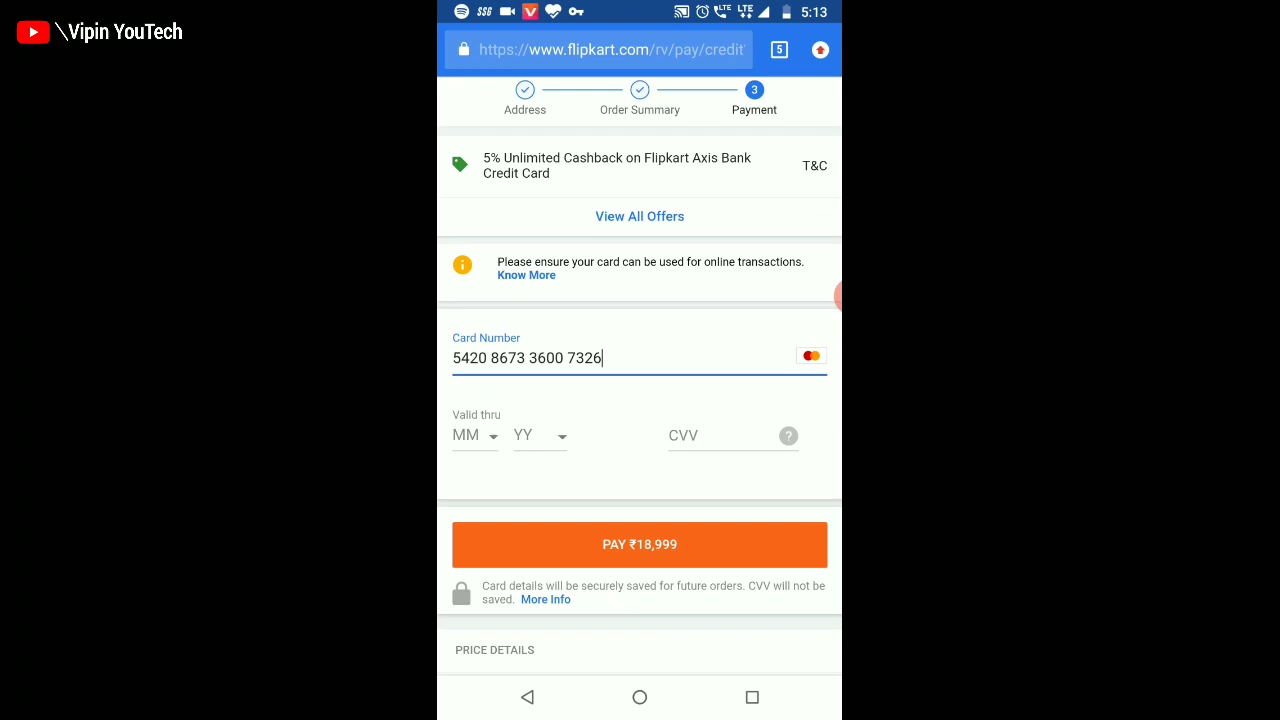 \Vipin YouTech
SSG V LTE LTE 5:13
https://www.flipkart.com/rv/pay/credit 5
3
Address Order Summary Payment
5% Unlimited Cashback on Flipkart Axis Bank
Credit Card T&C
View All Offers
Please ensure your card can be used for online transactions.
Know More
Card Number
5420 8673 3600 7326
Valid thru
MM YY CVV ?
PAY ₹18,999
Card details will be securely saved for future orders. CVV will not be
saved. More Info
PRICE DETAILS